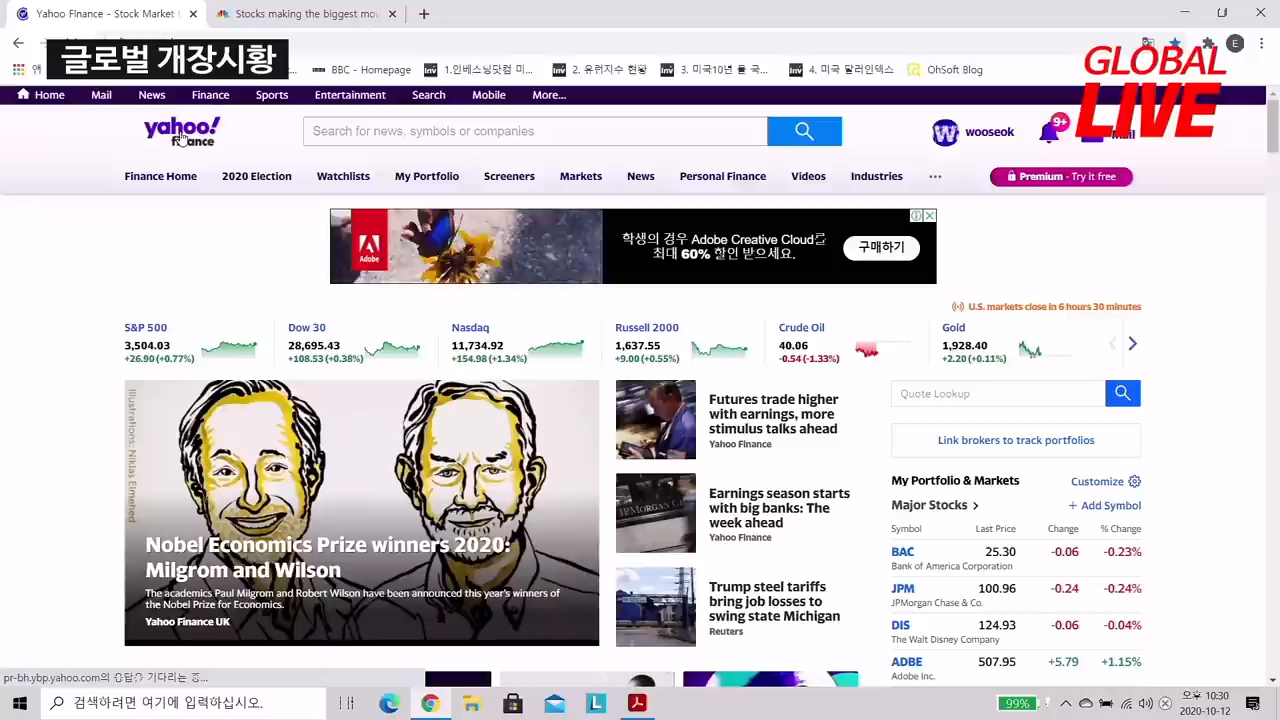 Yahoo Finance - Stock Market
Stocks making the biggest mov
글로벌 개장시황
BBC - Homepage
1.인베스팅닷컴 미...
2. 유럽지수 현황
3. 미국10년 물 국...
4. 미국 달러인덱스
OhSoft Blog
GLOBAL
LIVE
Home
Mail
News
Finance
Sports
Entertainment
Search
Mobile
More...
yahoo!
finance
Search for news, symbols or companies
wooseok
9+
Mail
Finance Home
2020 Election
Watchlists
My Portfolio
Screeners
Markets
News
Personal Finance
Videos
Industries
Premium - Try it free
Adobe
학생의 경우 Adobe Creative Cloud를
최대 60% 할인 받으세요.
구매하기
U.S. markets close in 6 hours 30 minutes
S&P 500
3,504.03
+26.90 (+0.77%)
Dow 30
28,695.43
+108.53 (+0.38%)
Nasdaq
11,734.92
+154.98 (+1.34%)
Russell 2000
1,637.55
+9.00 (+0.55%)
Crude Oil
40.06
-0.54 (-1.33%)
Gold
1,928.40
+2.20 (+0.11%)
Illustrations: Niklas Elmehed
Nobel Economics Prize winners 2020:
Milgrom and Wilson
The academics Paul Milgrom and Robert Wilson have been announced this year's winners of
the Nobel Prize for Economics.
Yahoo Finance UK
Futures trade higher
with earnings, more
stimulus talks ahead
Yahoo Finance
JPMORGAN
Earnings season starts
with big banks: The
week ahead
Yahoo Finance
Trump steel tariffs
bring job losses to
swing state Michigan
Reuters
Quote Lookup
Link brokers to track portfolios
My Portfolio & Markets
Customize
Major Stocks
+ Add Symbol
Symbol Last Price Change % Change
BAC 25.30 -0.06 -0.23%
Bank of America Corporation
JPM 100.96 -0.24 -0.24%
JPMorgan Chase & Co.
DIS 124.93 -0.06 -0.04%
The Walt Disney Company
ADBE 507.95 +5.79 +1.15%
Adobe Inc.
pr-bh.ybp.yahoo.com의 응답을 기다리는 중...
검색하려면 여기에 입력하십시오.
99%
오후 10:30
2020-10-12